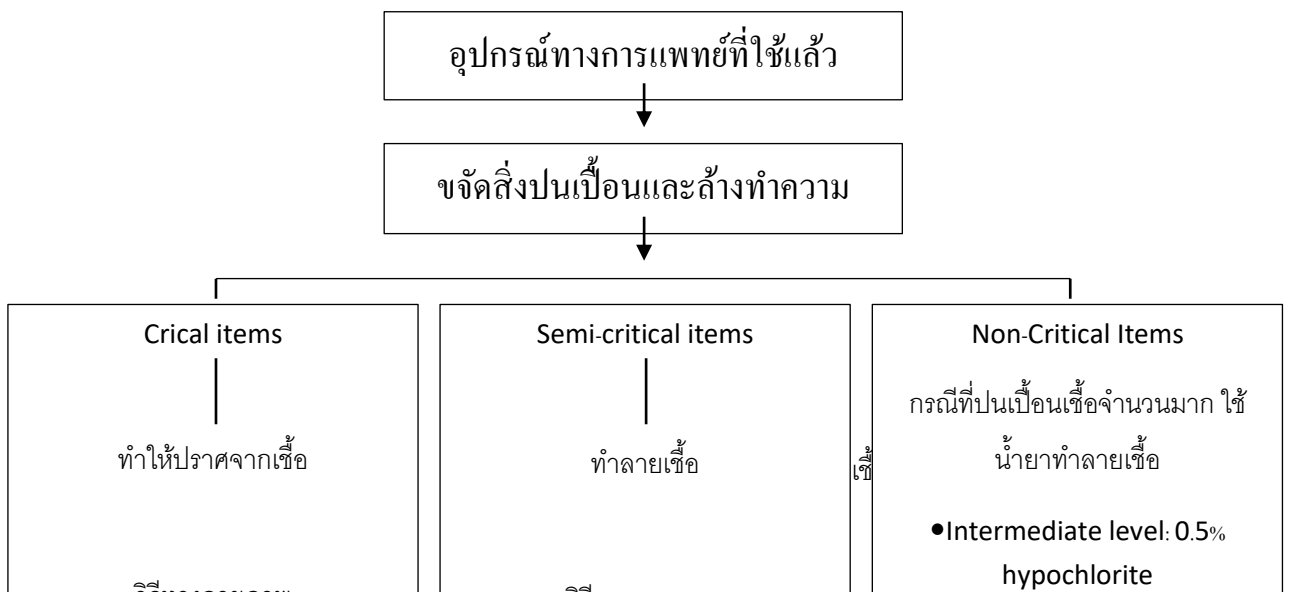 อุปกรณ์ทางการแพทย์ที่ใช้แล้ว
ขจัดสิ่งปนเปื้อนและล้างทำความ
Crical items
ทำให้ปราศจากเชื้อ
Semi-critical items
ทำลายเชื้อ
เชื้
Non-Critical Items
กรณีที่ปนเปื้อนเชื้อจำนวนมาก ใช้
น้ำยาทำลายเชื้อ
●Intermediate level: 0.5%
hypochlorite